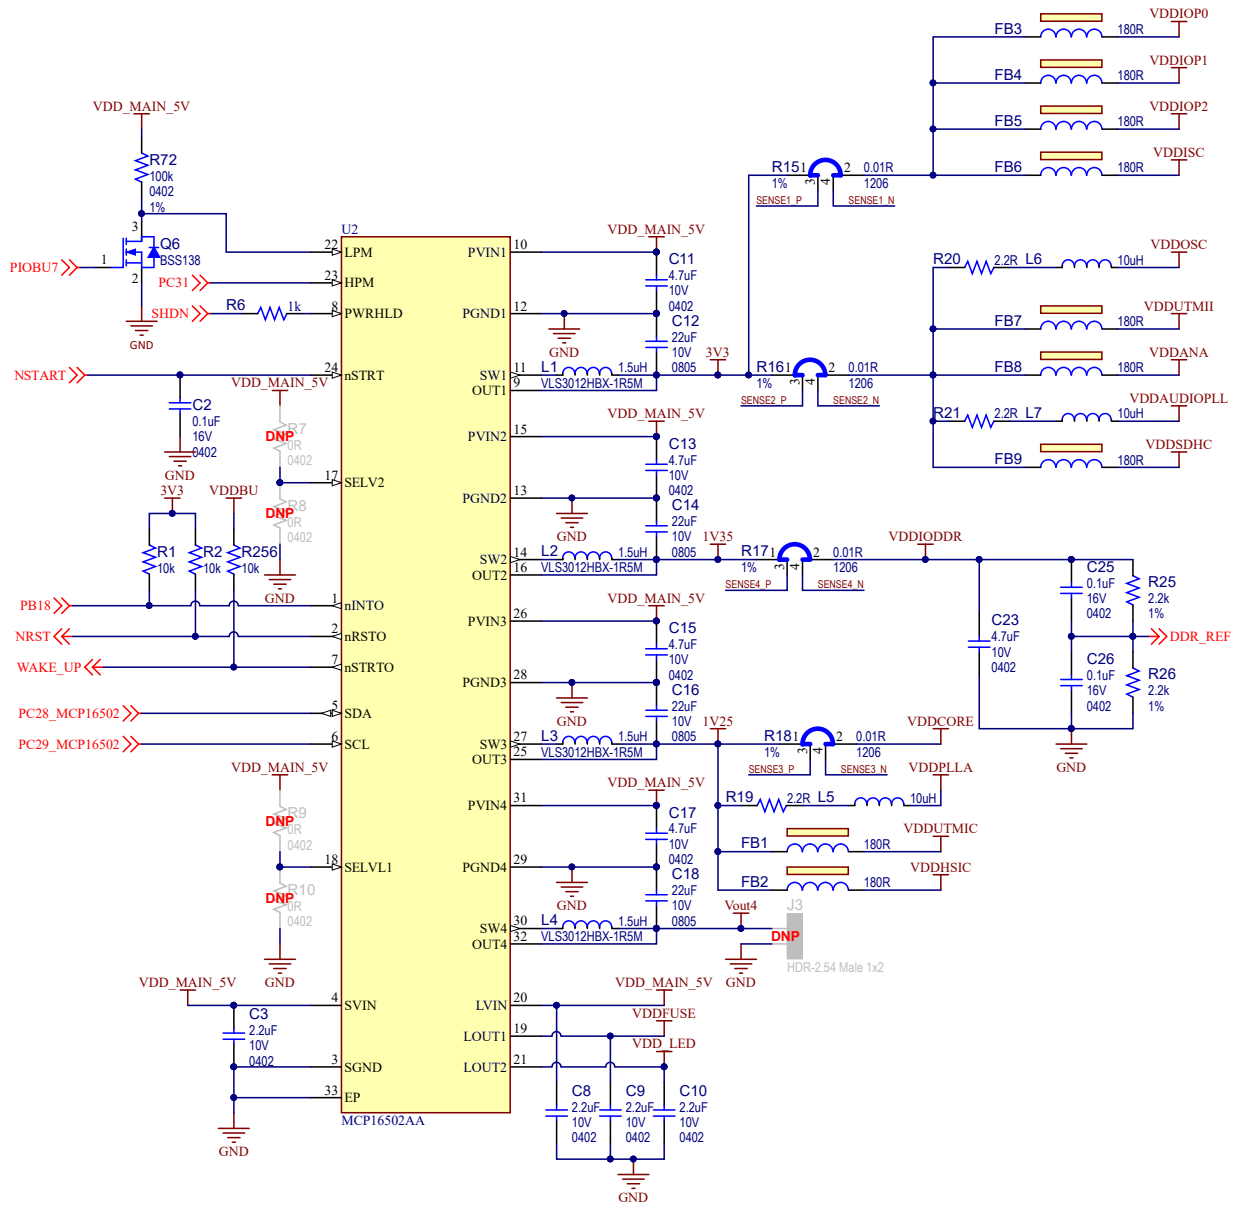 VDDIOP0
FB3
180R
VDDIOP1
FB4
180R
VDDIOP2
FB5
180R
VDDISC
FB6
180R
VDD_MAIN_5V
R72
100k
0402
1%
3
Q6
BSS138
PIOBU7
1
2
GND
PC31
SHDN
R6
1k
NSTART
C2
0.1uF
16V
0402
GND
VDD_MAIN_5V
R7
DNP
0R
0402
R8
DNP
0R
0402
GND
3V3
VDDBU
R1
10k
R2
10k
R256
10k
PB18
NRST
WAKE_UP
PC28_MCP16502
PC29_MCP16502
VDD_MAIN_5V
R9
DNP
0R
0402
R10
DNP
0R
0402
GND
VDD_MAIN_5V
C3
2.2uF
10V
0402
GND
U2
22 LPM
23 HPM
8 PWRHLD
24 nSTRT
17 SELV2
1 nINTO
2 nRSTO
7 nSTRTO
5 SDA
6 SCL
18 SELVL1
4 SVIN
3 SGND
33 EP
MCP16502AA
PVIN1 10
PGND1 12
SW1 11
OUT1 9
PVIN2 15
PGND2 13
SW2 14
OUT2 16
PVIN3 26
PGND3 28
SW3 27
OUT3 25
PVIN4 31
PGND4 29
SW4 30
OUT4 32
LVIN 20
LOUT1 19
LOUT2 21
VDD_MAIN_5V
C11
4.7uF
10V
0402
GND
C12
22uF
10V
0805
L1
1.5uH
VLS3012HBX-1R5M
3V3
R15
1%
1 2
3 4
0.01R
1206
SENSE1_P
SENSE1_N
R16
1%
1 2
3 4
0.01R
1206
SENSE2_P
SENSE2_N
R20
2.2R
L6
10uH
VDDOSC
FB7
180R
VDDUTMII
FB8
180R
VDDANA
R21
2.2R
L7
10uH
VDDAUDIOPLL
FB9
180R
VDDSDHC
VDD_MAIN_5V
C13
4.7uF
10V
0402
GND
C14
22uF
10V
0805
L2
1.5uH
VLS3012HBX-1R5M
1V35
R17
1%
1 2
3 4
0.01R
1206
SENSE4_P
SENSE4_N
VDDIODDR
C23
4.7uF
10V
0402
C25
0.1uF
16V
0402
R25
2.2k
1%
DDR_REF
C26
0.1uF
16V
0402
R26
2.2k
1%
GND
VDD_MAIN_5V
C15
4.7uF
10V
0402
GND
C16
22uF
10V
0805
L3
1.5uH
VLS3012HBX-1R5M
1V25
R18
1%
1 2
3 4
0.01R
1206
SENSE3_P
SENSE3_N
VDDCORE
R19
2.2R
L5
10uH
VDDPLLA
FB1
180R
VDDUTMIC
FB2
180R
VDDHSIC
VDD_MAIN_5V
C17
4.7uF
10V
0402
GND
C18
22uF
10V
0805
L4
1.5uH
VLS3012HBX-1R5M
Vout4
J3
DNP
HDR-2.54 Male 1x2
GND
VDD_MAIN_5V
VDDFUSE
VDD_LED
C8
2.2uF
10V
0402
C9
2.2uF
10V
0402
C10
2.2uF
10V
0402
GND